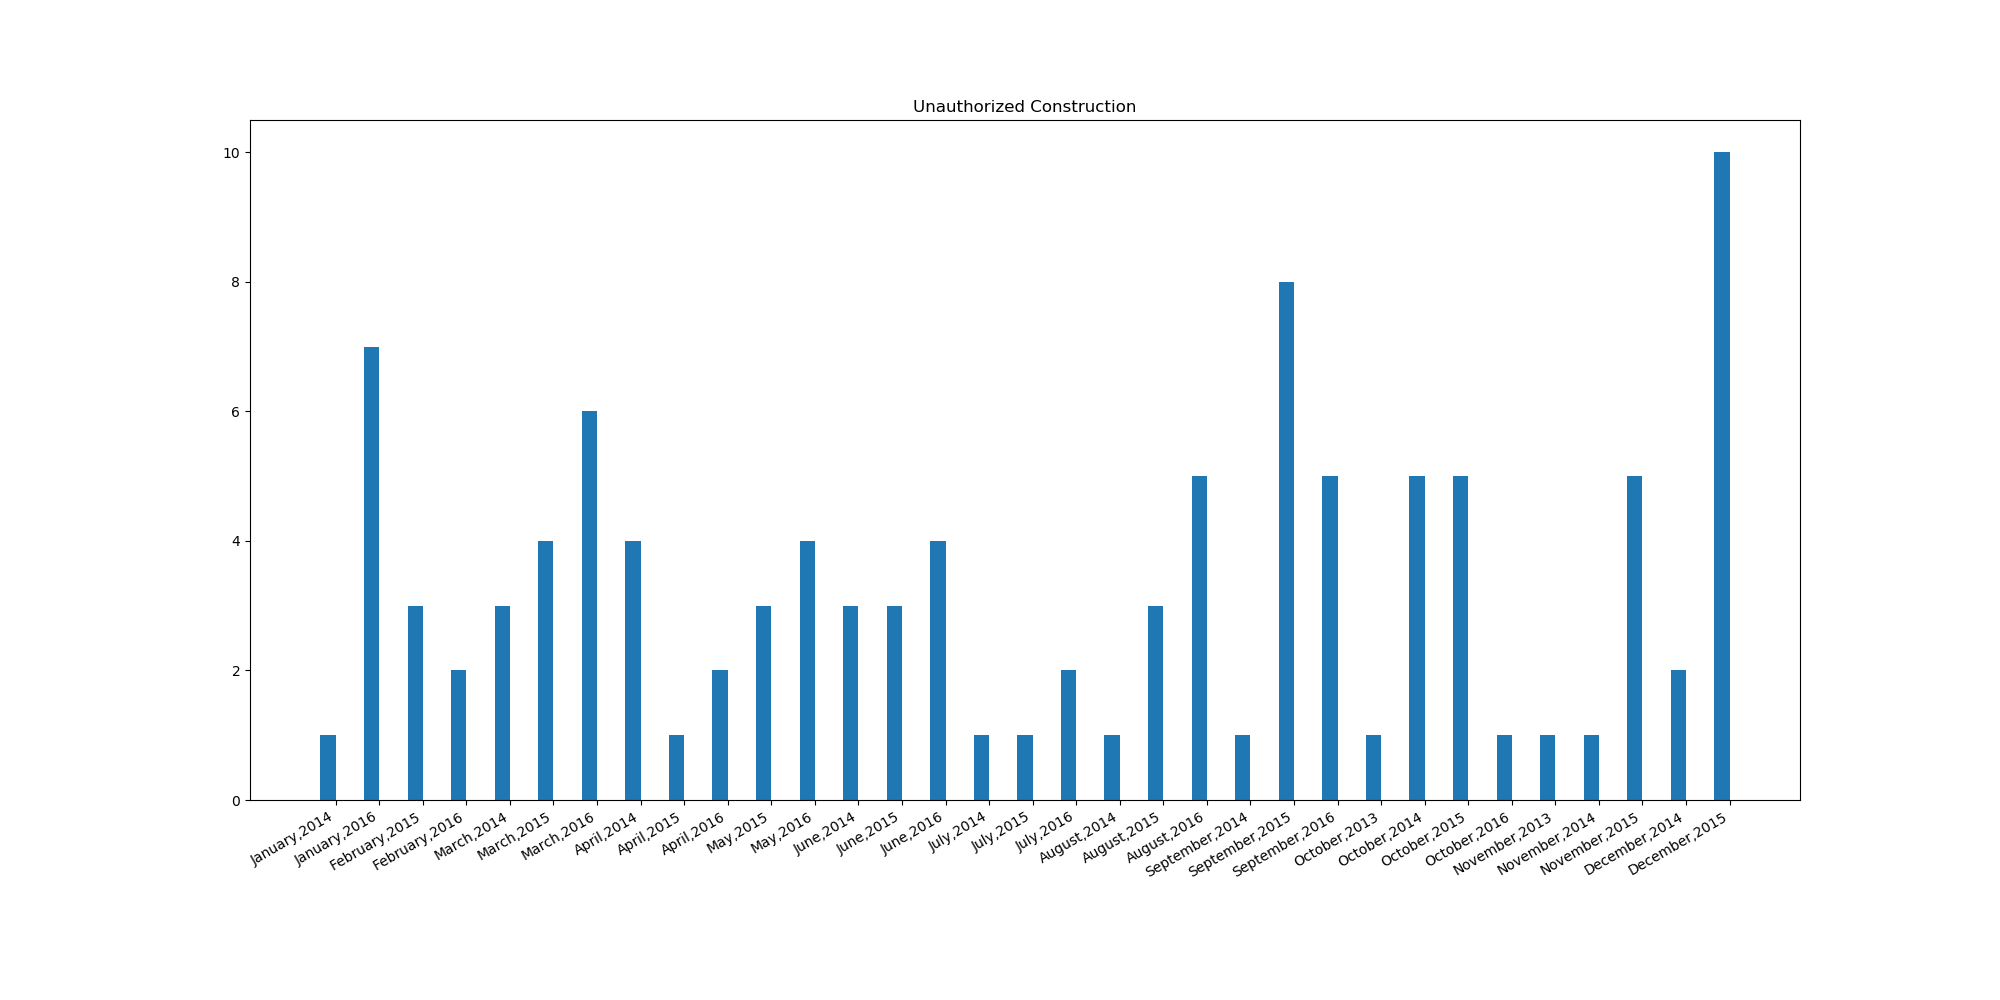 Unauthorized Construction
10
8
6
4
2
0
January,2014
January,2016
February,2015
February,2016
March,2014
March,2015
March,2016
April,2014
April,2015
April,2016
May,2015
May,2016
June,2014
June,2015
June,2016
July,2014
July,2015
July,2016
August,2014
August,2015
August,2016
September,2014
September,2015
September,2016
October,2013
October,2014
October,2015
October,2016
November,2013
November,2014
November,2015
December,2014
December,2015